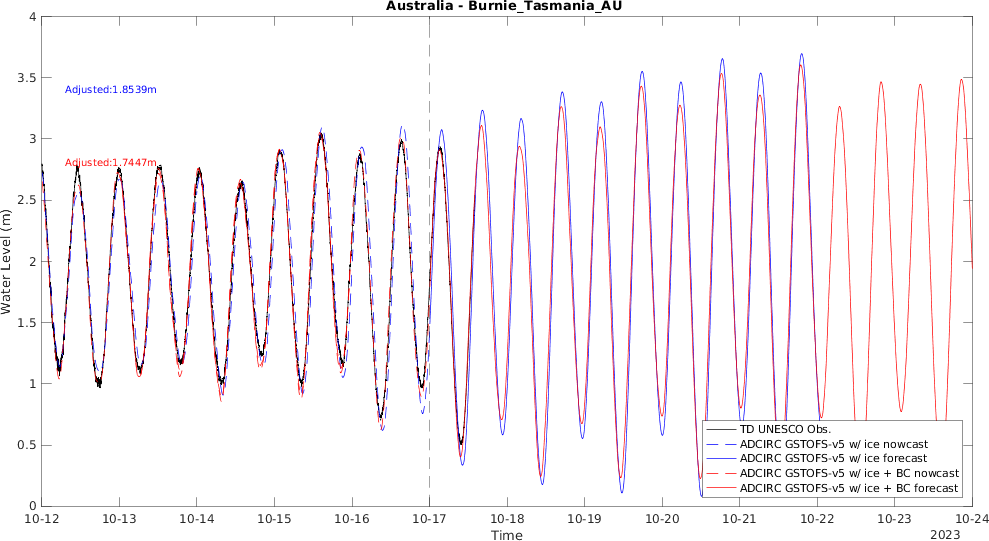 Australia - Burnie_Tasmania_AU
4
3.5
3
2.5
2
1.5
1
0.5
0
Water Level (m)
Adjusted:1.8539m
Adjusted:1.7447m
TD UNESCO Obs.
ADCIRC GSTOFS-v5 w/ ice nowcast
ADCIRC GSTOFS-v5 w/ ice forecast
ADCIRC GSTOFS-v5 w/ ice + BC nowcast
ADCIRC GSTOFS-v5 w/ ice + BC forecast
10-12 10-13 10-14 10-15 10-16 10-17 10-18 10-19 10-20 10-21 10-22 10-23 10-24
Time
2023